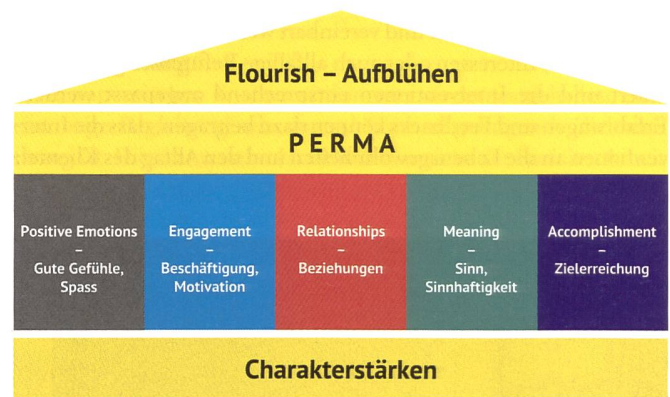 Flourish – Aufblühen
PERMA
Positive Emotions
–
Gute Gefühle,
Spass
Engagement
–
Beschäftigung,
Motivation
Relationships
–
Beziehungen
Meaning
–
Sinn,
Sinnhaftigkeit
Accomplishment
–
Zielerreichung
Charakterstärken